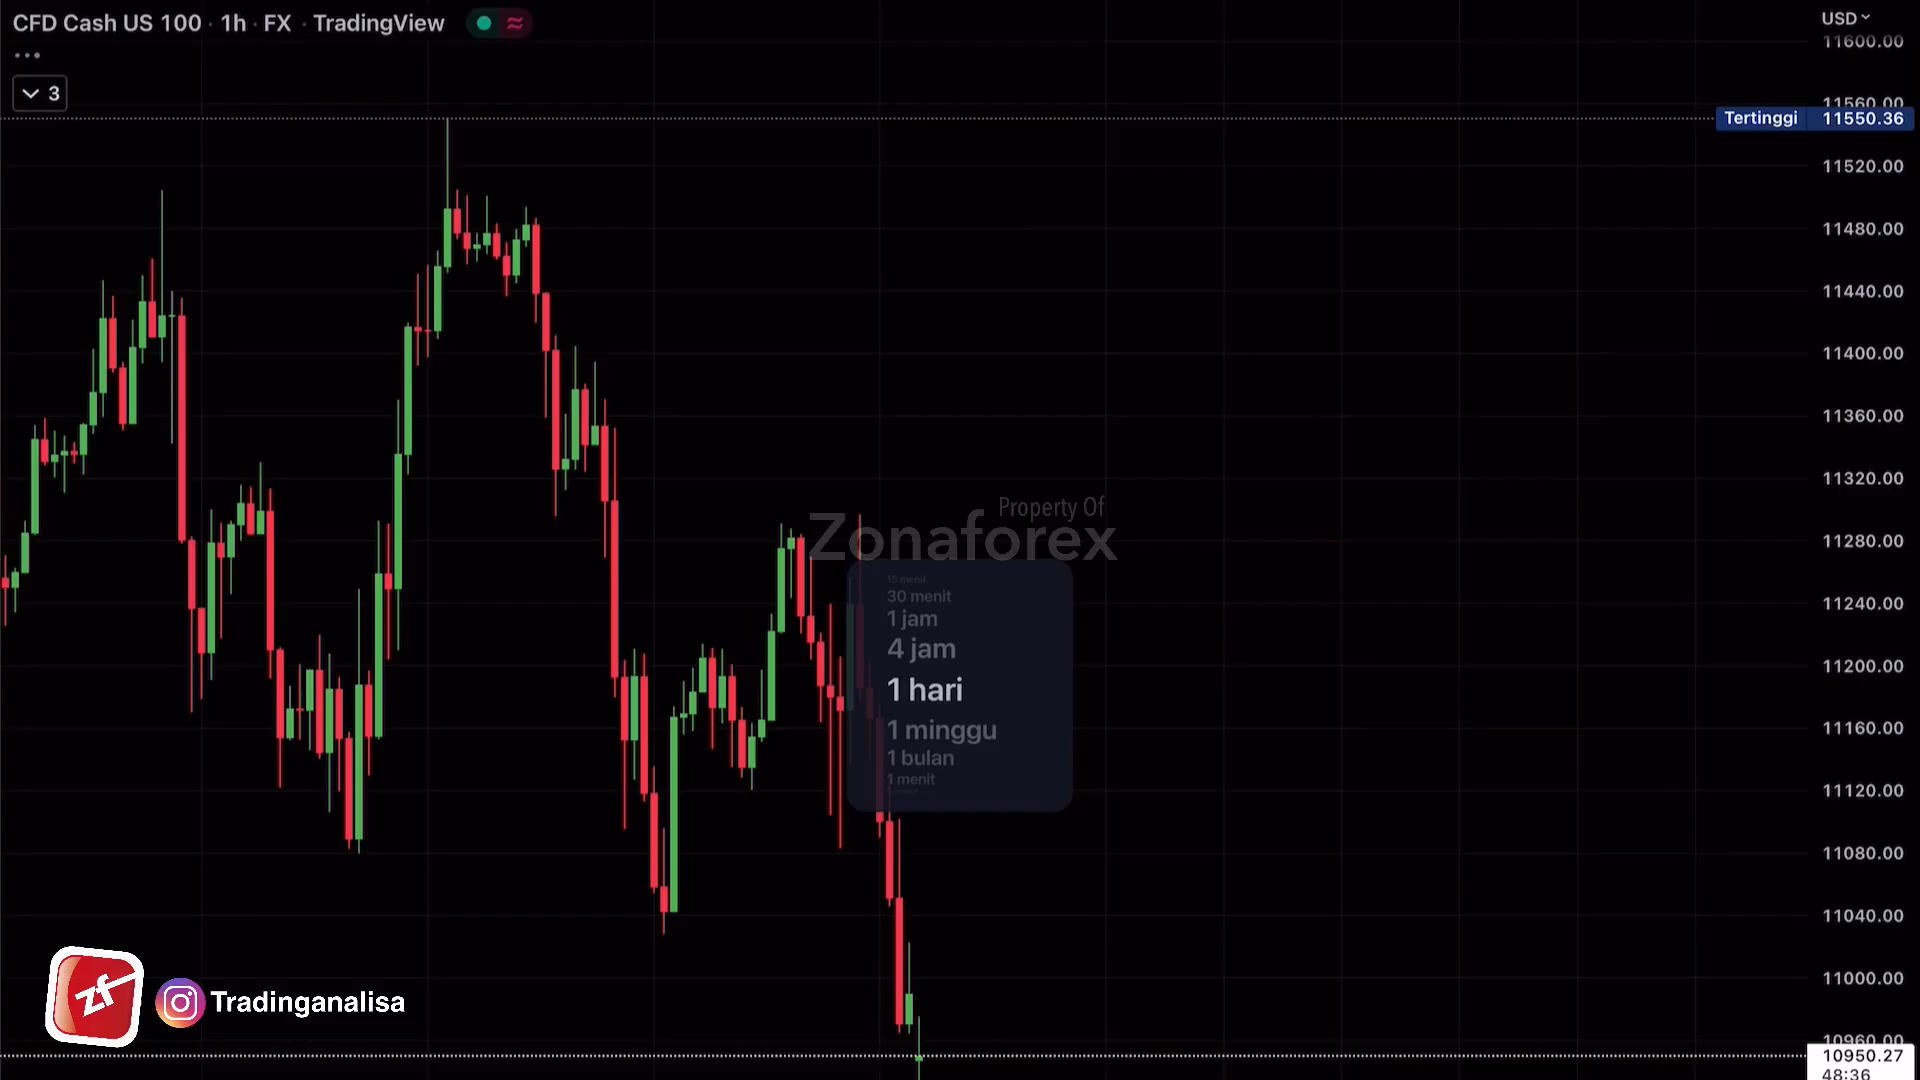 CFD Cash US 100 · 1h · FX · TradingView
USD
11600.00
3
11560.00
Tertinggi 11550.36
11520.00
11480.00
11440.00
11400.00
11360.00
11320.00
Property Of
Zonaforex
11280.00
15 menit
30 menit
11240.00
1 jam
4 jam
11200.00
1 hari
1 minggu
11160.00
1 bulan
1 menit
11120.00
11080.00
11040.00
11000.00
zf
Tradinganalisa
10960.00
10950.27
48:36